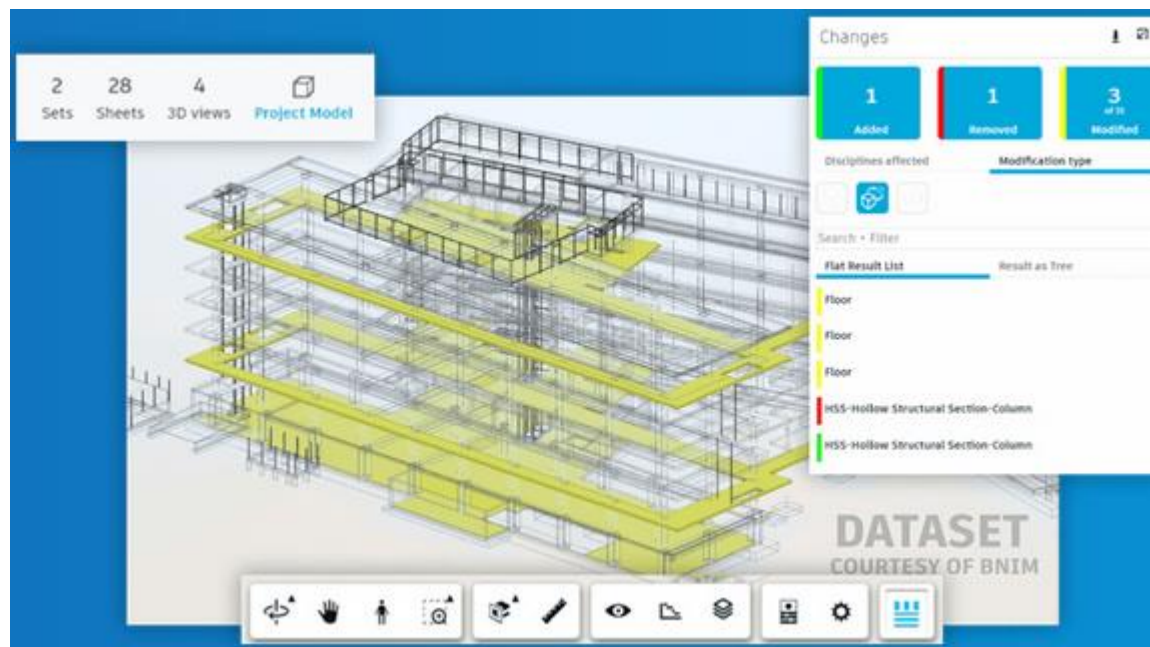 2 28 4
Sets Sheets 3D views Project Model
Changes
1 1 3
Added Removed Modified
Disciplines affected Modification type
Search • Filter
Flat Result List Result as Tree
Floor
Floor
Floor
HSS-Hollow Structural Section-Column
HSS-Hollow Structural Section-Column
DATASET
COURTESY OF BNIM